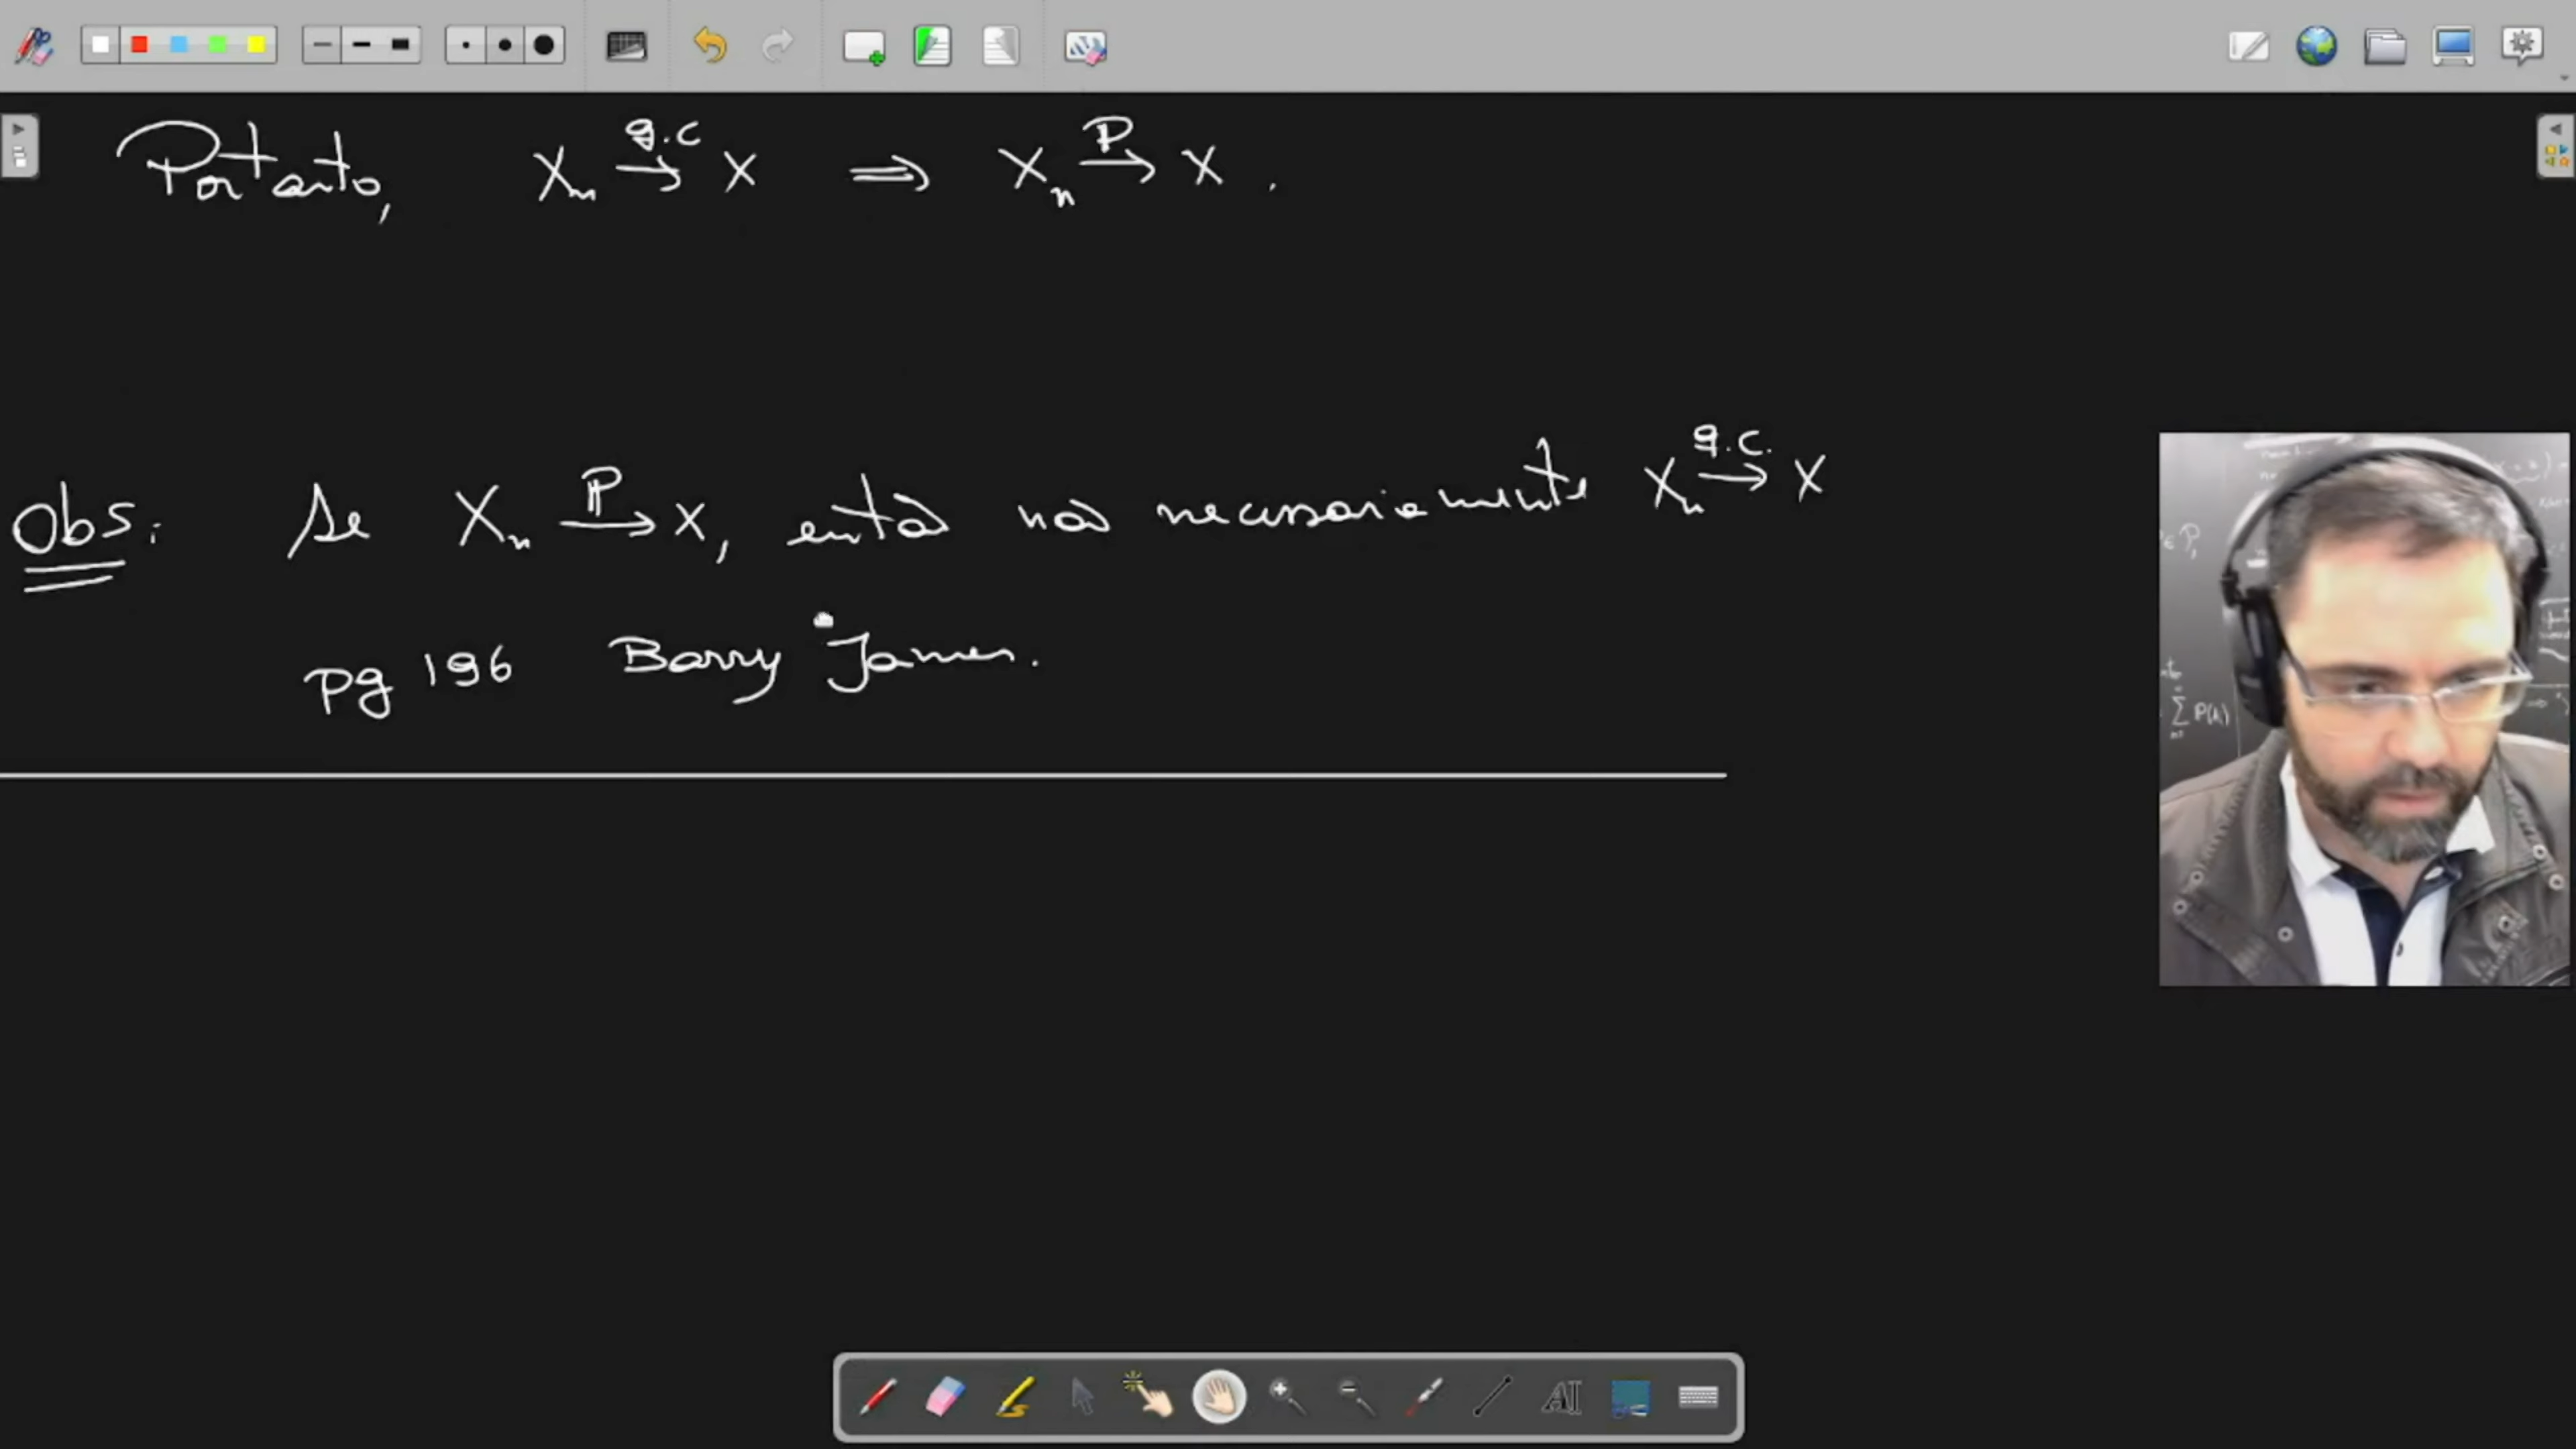 Portanto, Xn q.c → X ⇒ Xn P→ X.
Obs: Se Xn P→ X, então não necessariamente Xn q.c.→ X
pg 196 Barry James.
∑ P(A)